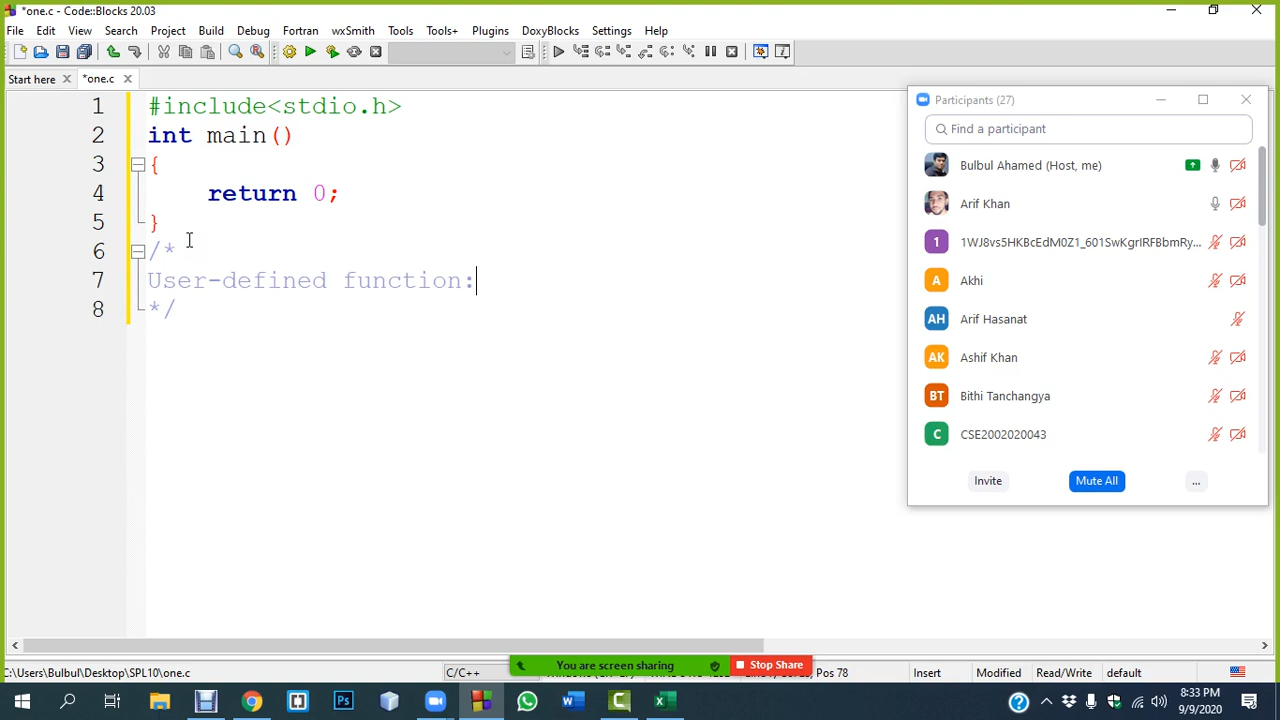 *one.c - Code::Blocks 20.03
File Edit View Search Project Build Debug Fortran wxSmith Tools Tools+ Plugins DoxyBlocks Settings Help
Start here *one.c
1 #include<stdio.h>
2 int main()
3 {
4 return 0;
5 }
6 /*
7 User-defined function:
8 */
Participants (27)
Find a participant
Bulbul Ahamed (Host, me)
Arif Khan
1 1WJ8vs5HKBcEdM0Z1_601SwKgrIRFBbmRy...
A Akhi
AH Arif Hasanat
AK Ashif Khan
BT Bithi Tanchangya
C CSE2002020043
Invite Mute All ...
C:\Users\Bulbul\Desktop\SPL10\one.c C/C++ Pos 78 Insert Modified Read/Write default
You are screen sharing Stop Share
8:33 PM
9/9/2020